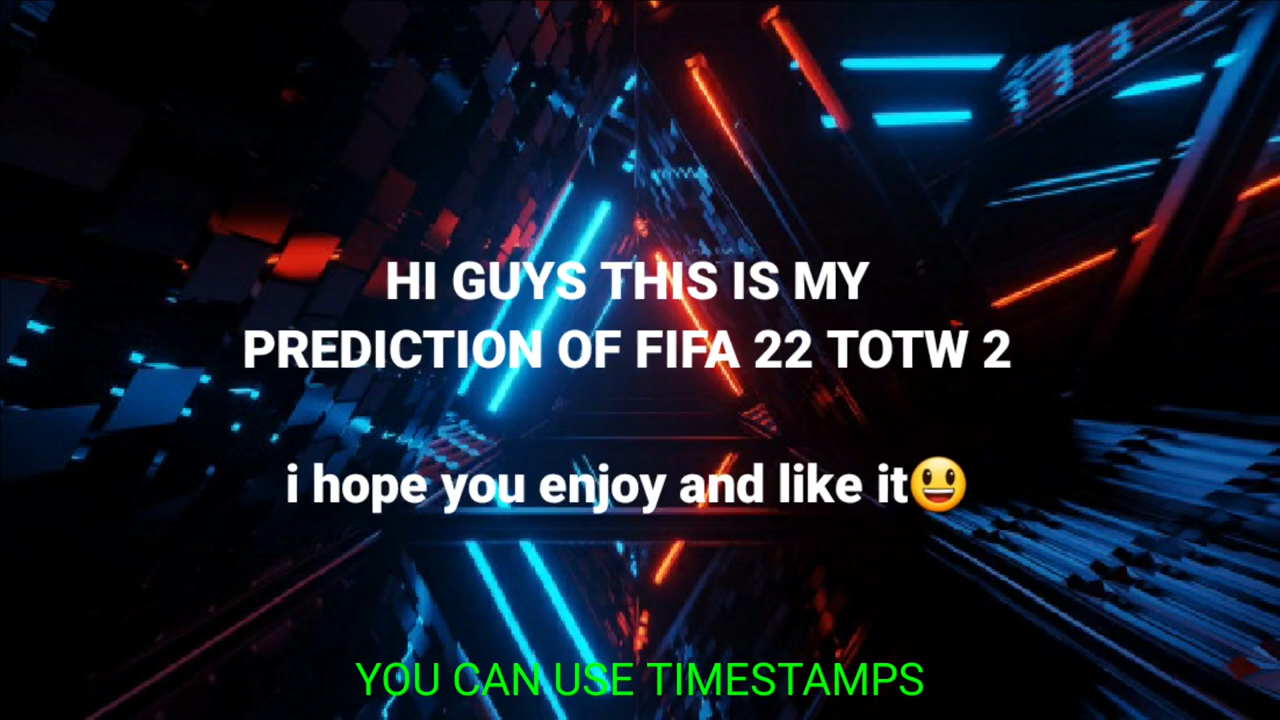 HI GUYS THIS IS MY
PREDICTION OF FIFA 22 TOTW 2
i hope you enjoy and like it😃
YOU CAN USE TIMESTAMPS